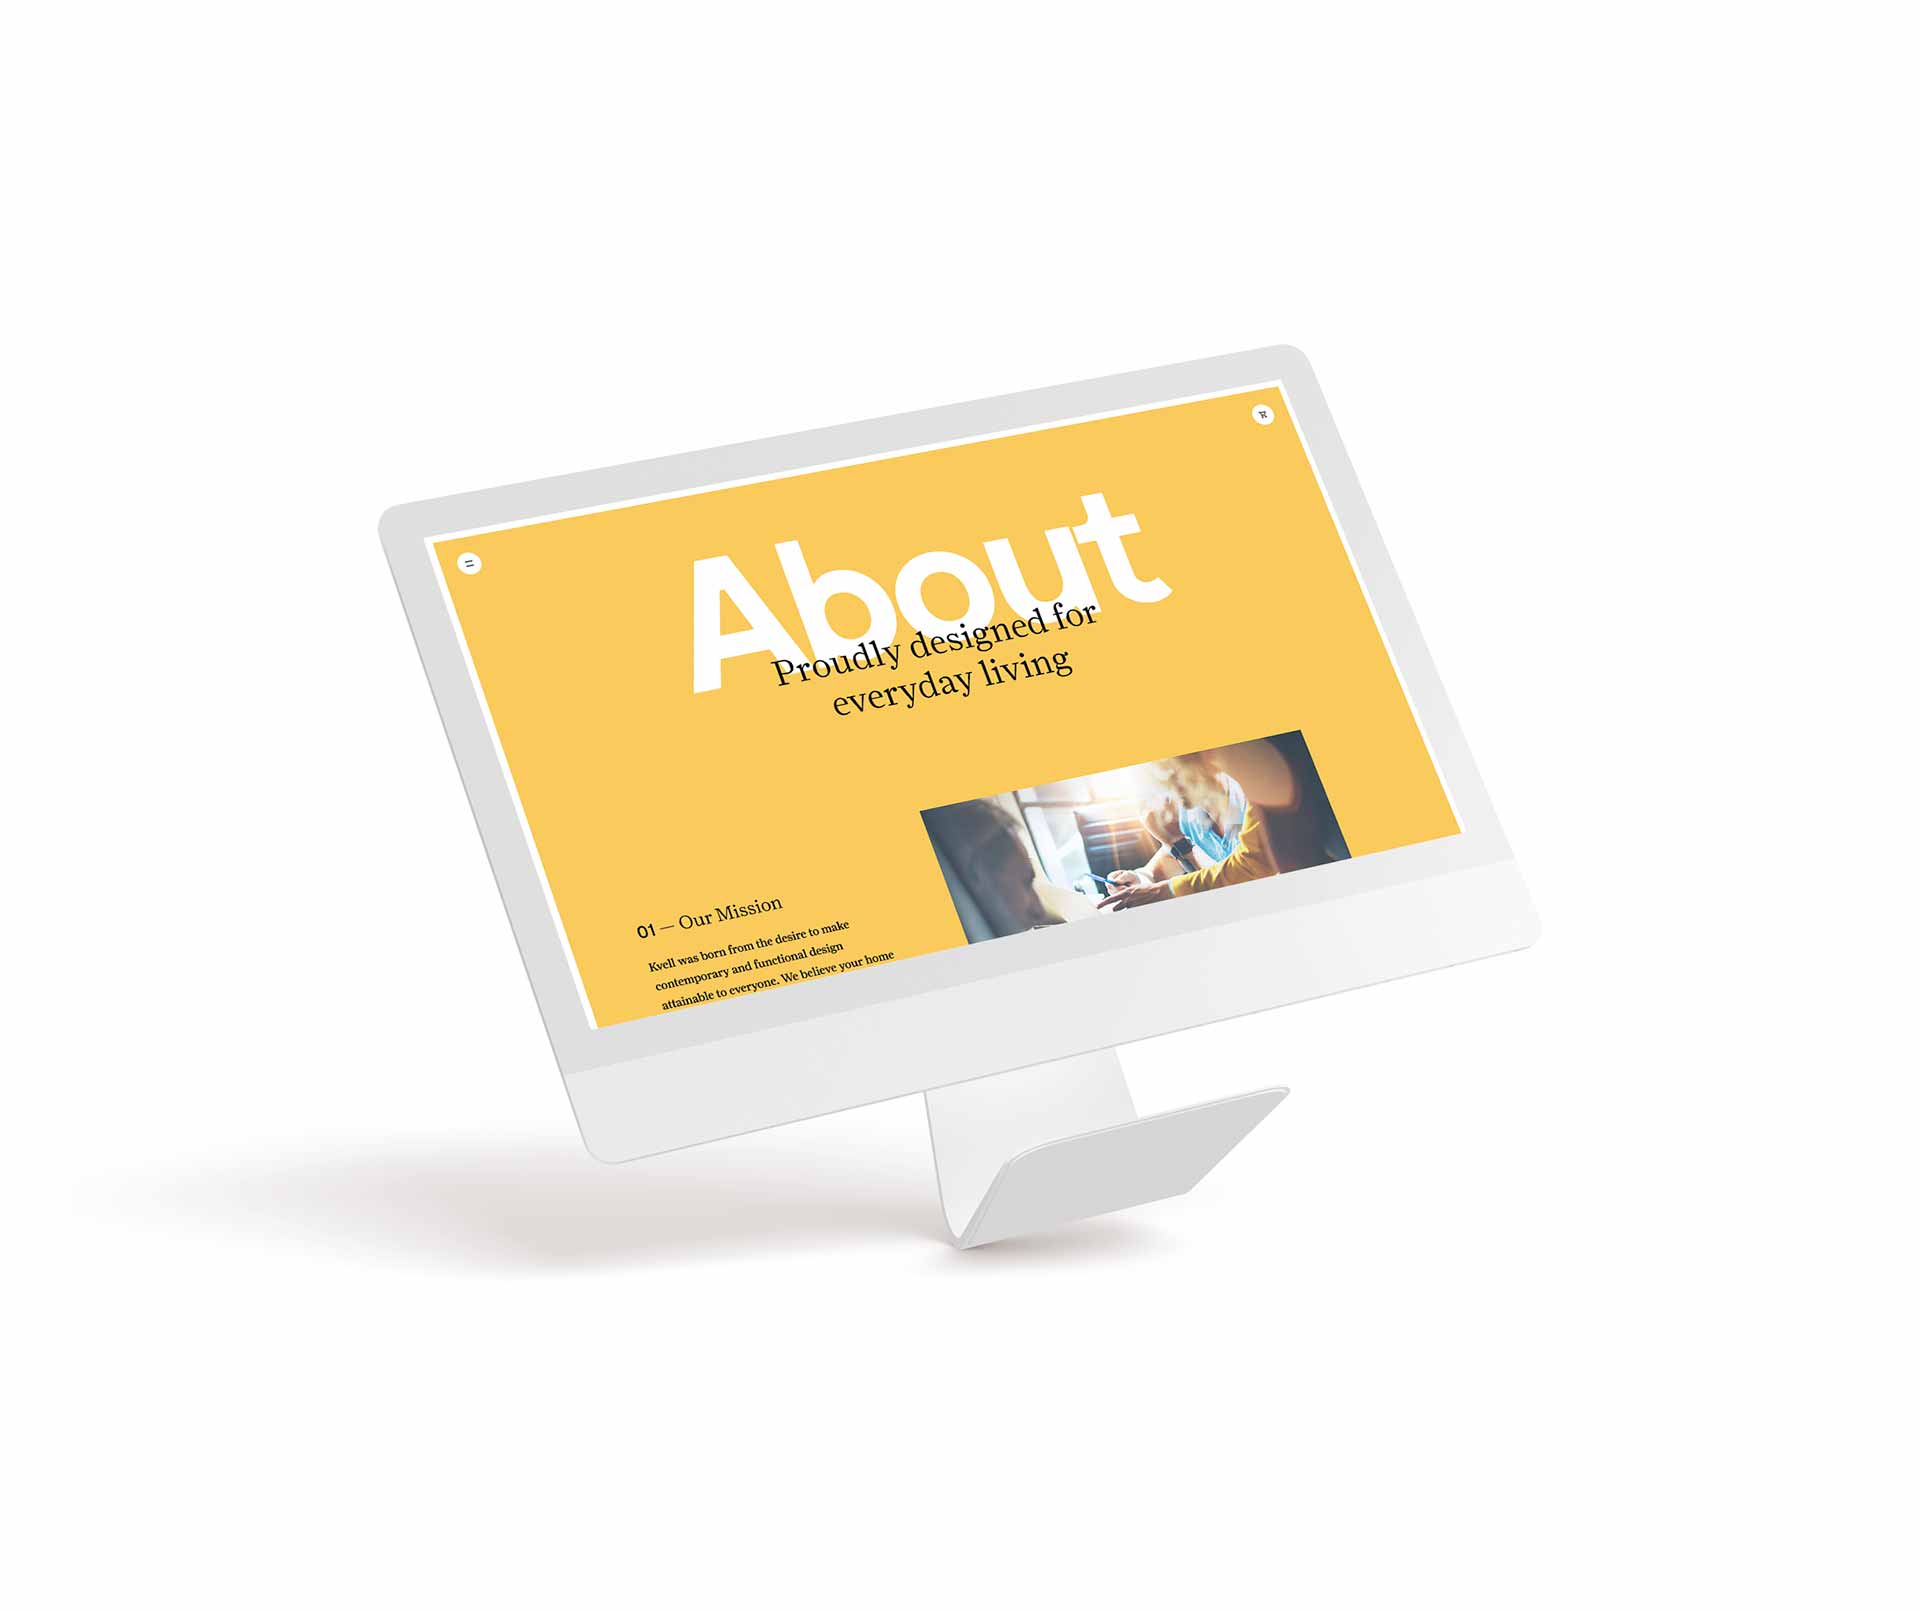 About
Proudly designed for
everyday living
01 — Our Mission
Kvell was born from the desire to make
contemporary and functional design
attainable to everyone. We believe your home